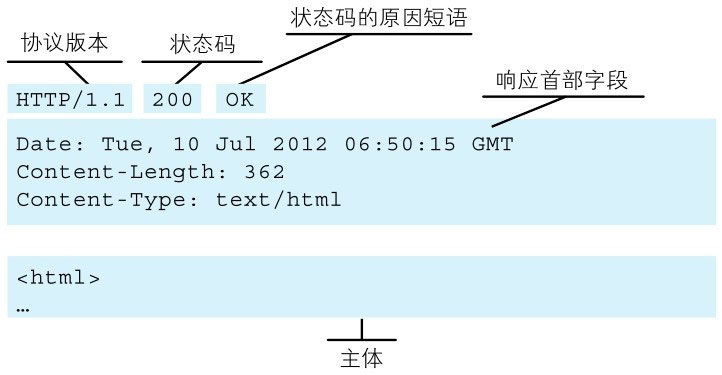 状态码的原因短语
协议版本
状态码
HTTP/1.1 200 OK
响应首部字段
Date: Tue, 10 Jul 2012 06:50:15 GMT
Content-Length: 362
Content-Type: text/html
<html>
…
主体